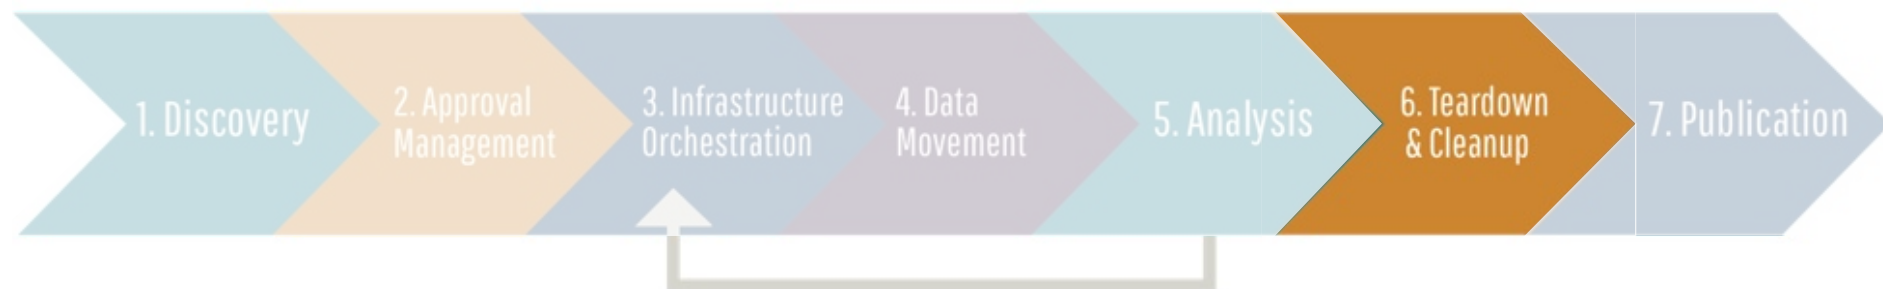 1. Discovery
2. Approval
Management
3. Infrastructure
Orchestration
4. Data
Movement
5. Analysis
6. Teardown
& Cleanup
7. Publication